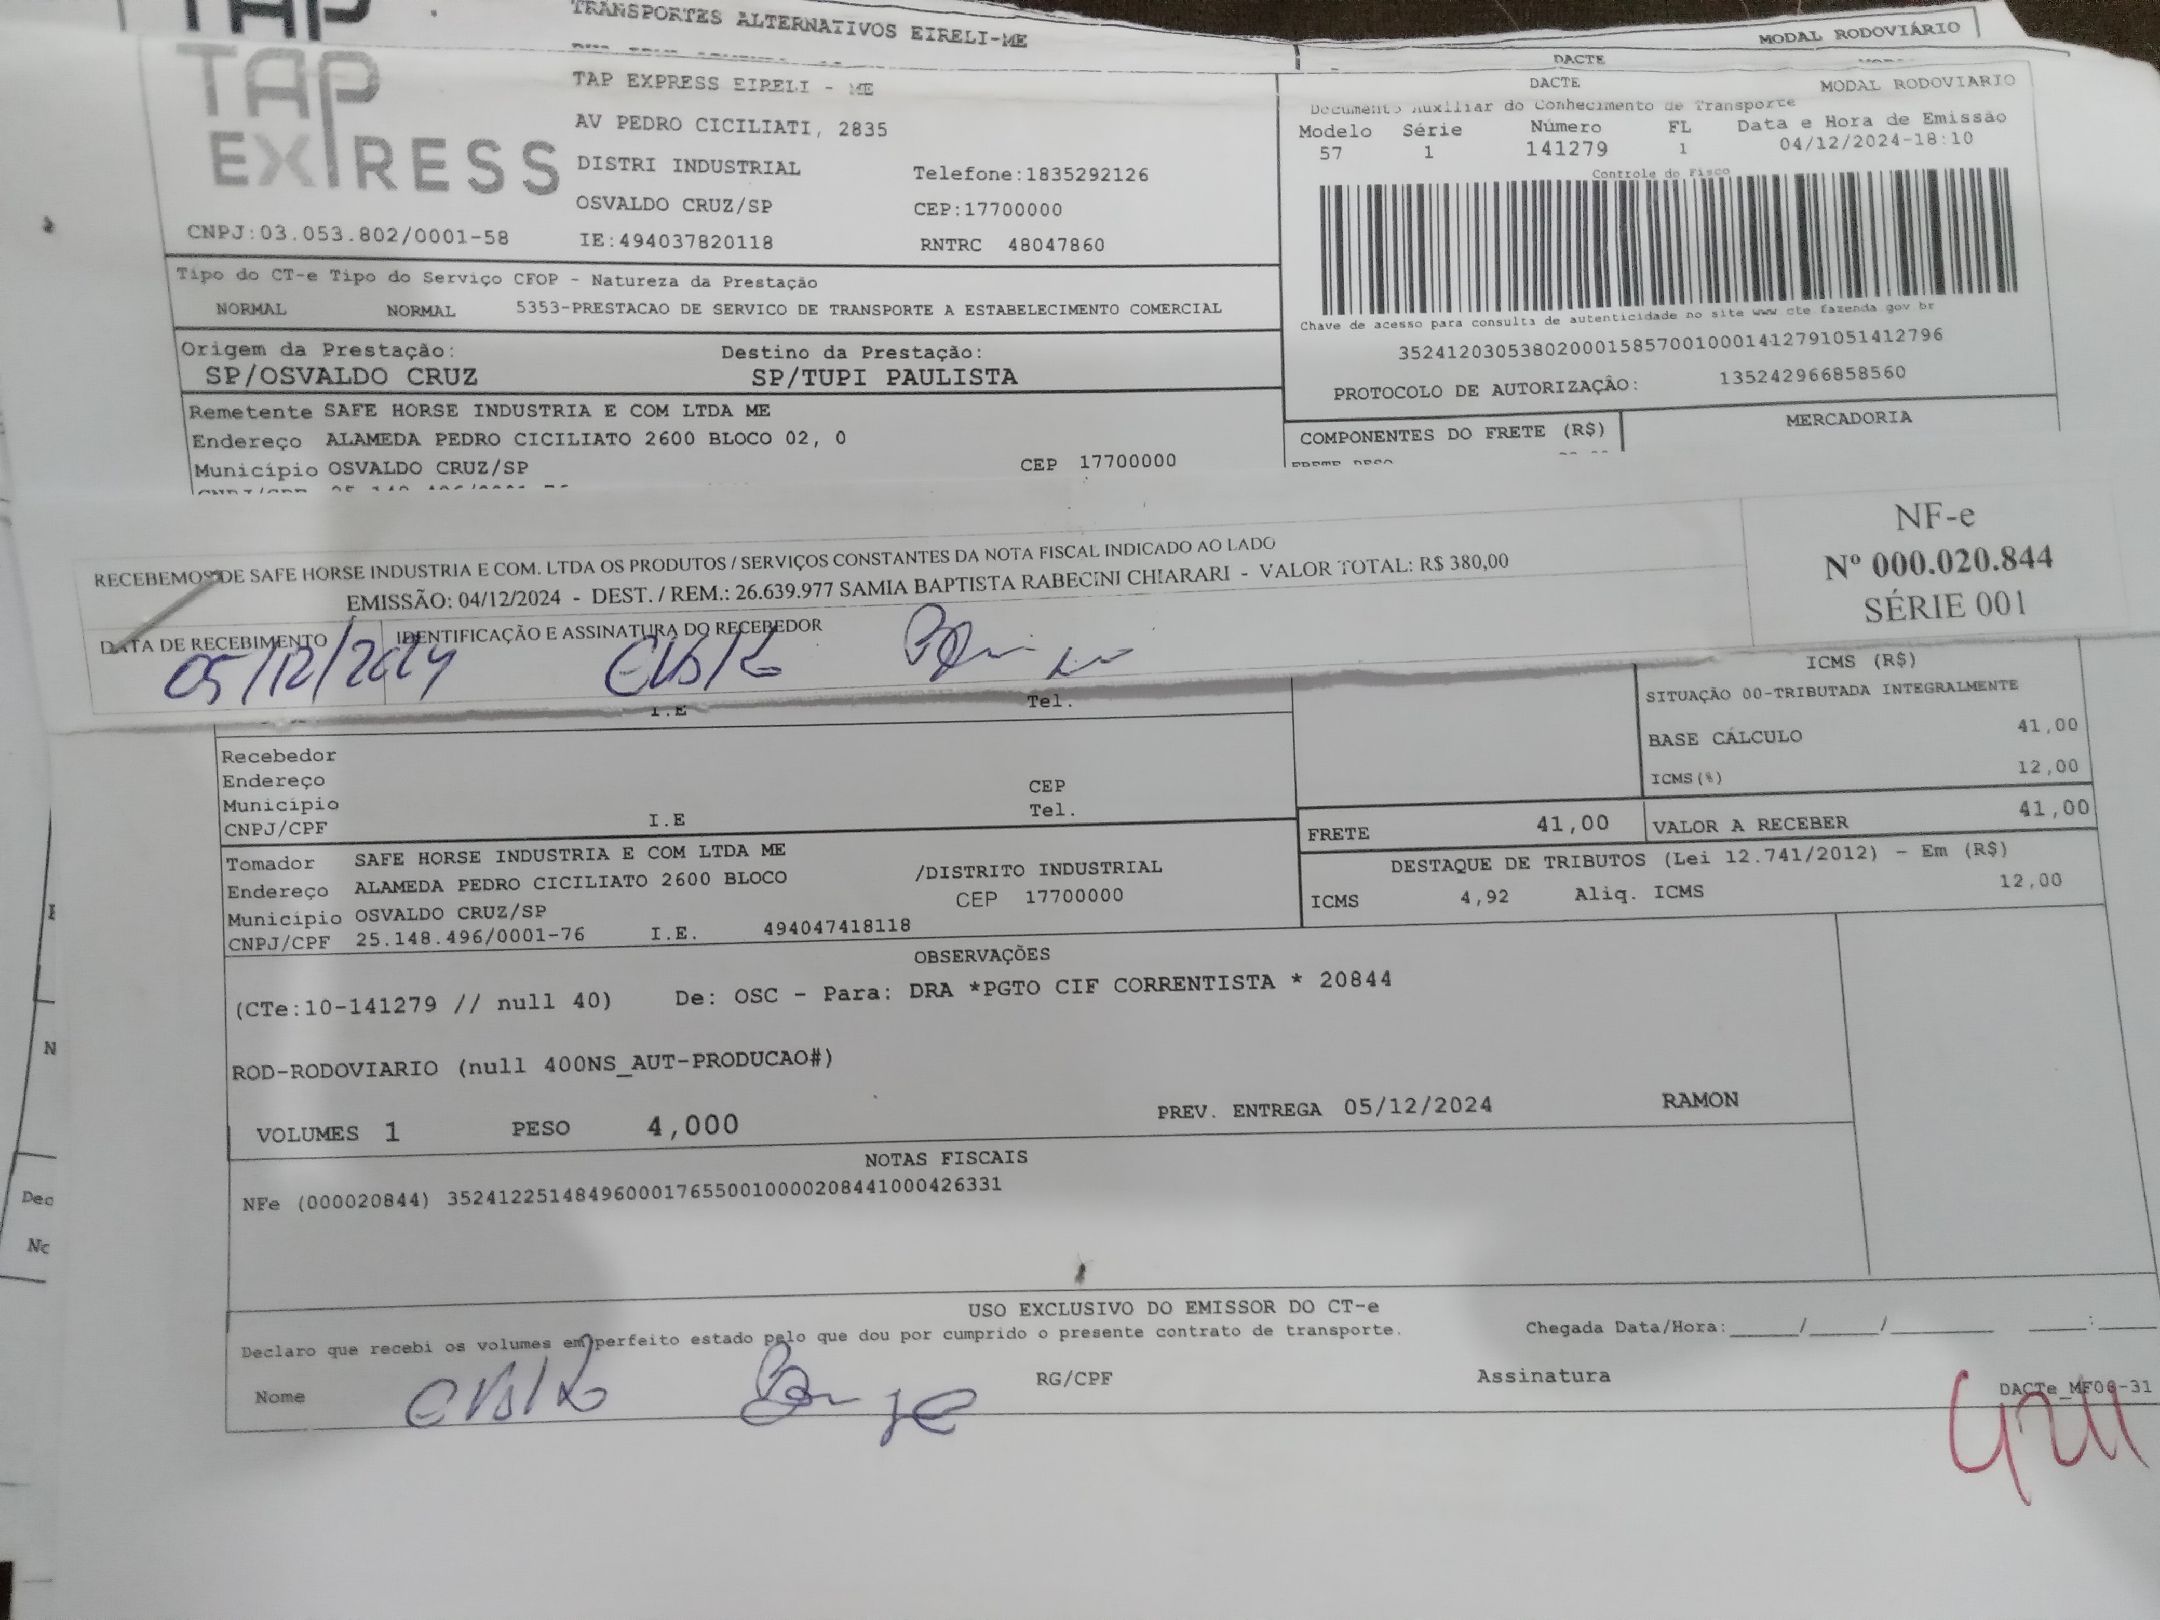 TRANSPORTES ALTERNATIVOS EIRELI-ME
MODAL RODOVIÁRIO
DACTE
TAP
TAP EXPRESS
TAP EXPRESS EIRELI - ME
AV PEDRO CICILIATI, 2835
DISTRI INDUSTRIAL Telefone:1835292126
OSVALDO CRUZ/SP CEP:17700000
CNPJ:03.053.802/0001-58 IE:494037820118 RNTRC 48047860
DACTE MODAL RODOVIARIO
Documento Auxiliar do Conhecimento de Transporte
Modelo Série Número FL Data e Hora de Emissão
57 1 141279 1 04/12/2024-18:10
Controle do Fisco
Chave de acesso para consulta de autenticidade no site www cte fazenda gov br
35241203053802000158570010001412791051412796
PROTOCOLO DE AUTORIZAÇÃO: 135242966858560
Tipo do CT-e Tipo do Serviço CFOP - Natureza da Prestação
NORMAL NORMAL 5353-PRESTACAO DE SERVICO DE TRANSPORTE A ESTABELECIMENTO COMERCIAL
Origem da Prestação: Destino da Prestação:
SP/OSVALDO CRUZ SP/TUPI PAULISTA
Remetente SAFE HORSE INDUSTRIA E COM LTDA ME
Endereço ALAMEDA PEDRO CICILIATO 2600 BLOCO 02, 0
Município OSVALDO CRUZ/SP CEP 17700000
COMPONENTES DO FRETE (R$) MERCADORIA
RECEBEMOS DE SAFE HORSE INDUSTRIA E COM. LTDA OS PRODUTOS / SERVIÇOS CONSTANTES DA NOTA FISCAL INDICADO AO LADO
EMISSÃO: 04/12/2024 - DEST. / REM.: 26.639.977 SAMIA BAPTISTA RABECINI CHIARARI - VALOR TOTAL: R$ 380,00
DATA DE RECEBIMENTO IDENTIFICAÇÃO E ASSINATURA DO RECEBEDOR
05/12/2024
NF-e
Nº 000.020.844
SÉRIE 001
I.E Tel.
ICMS (R$)
SITUAÇÃO 00-TRIBUTADA INTEGRALMENTE
BASE CÁLCULO 41,00
ICMS(%) 12,00
Recebedor
Endereço CEP
Município Tel.
CNPJ/CPF I.E
FRETE 41,00 VALOR A RECEBER 41,00
Tomador SAFE HORSE INDUSTRIA E COM LTDA ME
Endereço ALAMEDA PEDRO CICILIATO 2600 BLOCO /DISTRITO INDUSTRIAL
Município OSVALDO CRUZ/SP CEP 17700000
CNPJ/CPF 25.148.496/0001-76 I.E. 494047418118
DESTAQUE DE TRIBUTOS (Lei 12.741/2012) - Em (R$)
ICMS 4,92 Aliq. ICMS 12,00
OBSERVAÇÕES
(CTe:10-141279 // null 40) De: OSC - Para: DRA *PGTO CIF CORRENTISTA * 20844
ROD-RODOVIARIO (null 400NS_AUT-PRODUCAO#)
VOLUMES 1 PESO 4,000 PREV. ENTREGA 05/12/2024 RAMON
NOTAS FISCAIS
NFe (000020844) 35241225148496000176550010000208441000426331
USO EXCLUSIVO DO EMISSOR DO CT-e
Declaro que recebi os volumes em perfeito estado pelo que dou por cumprido o presente contrato de transporte. Chegada Data/Hora:_____/_____/_______ ____:____
Nome RG/CPF Assinatura
DACTe_MF06-31
Dec
Nc
N